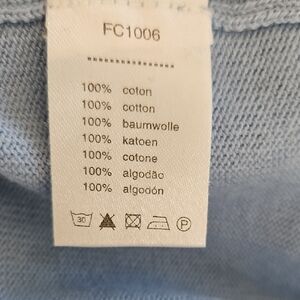 FC1006
100% coton
100% cotton
100% baumwolle
100% katoen
100% cotone
100% algodão
100% algodón
30 P